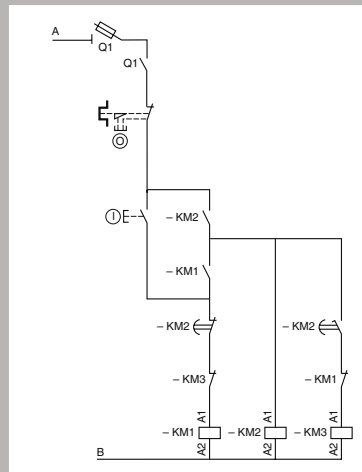 A
Q1
Q1
O
I
– KM2
– KM1
– KM2
– KM2
– KM3
– KM1
A1
A1
A1
– KM1
– KM2
– KM3
A2
A2
A2
B